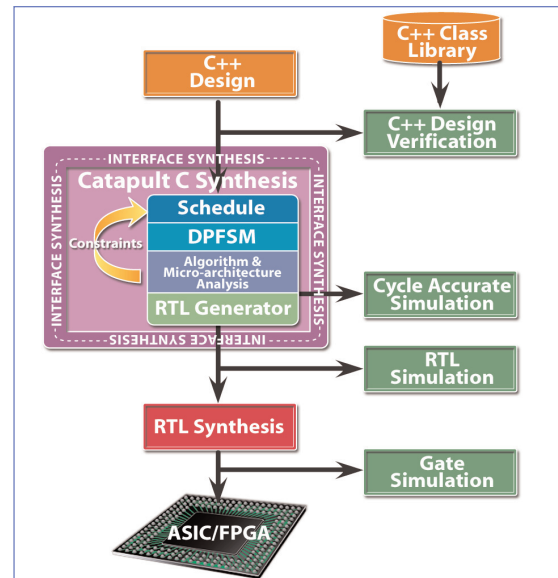 C++ Class
Library
C++
Design
C++ Design
Verification
INTERFACE SYNTHESIS
INTERFACE SYNTHESIS
INTERFACE SYNTHESIS
Catapult C Synthesis
Constraints
Schedule
DPFSM
Algorithm &
Micro-architecture
Analysis
RTL Generator
INTERFACE SYNTHESIS
Cycle Accurate
Simulation
RTL
Simulation
RTL Synthesis
Gate
Simulation
ASIC/FPGA